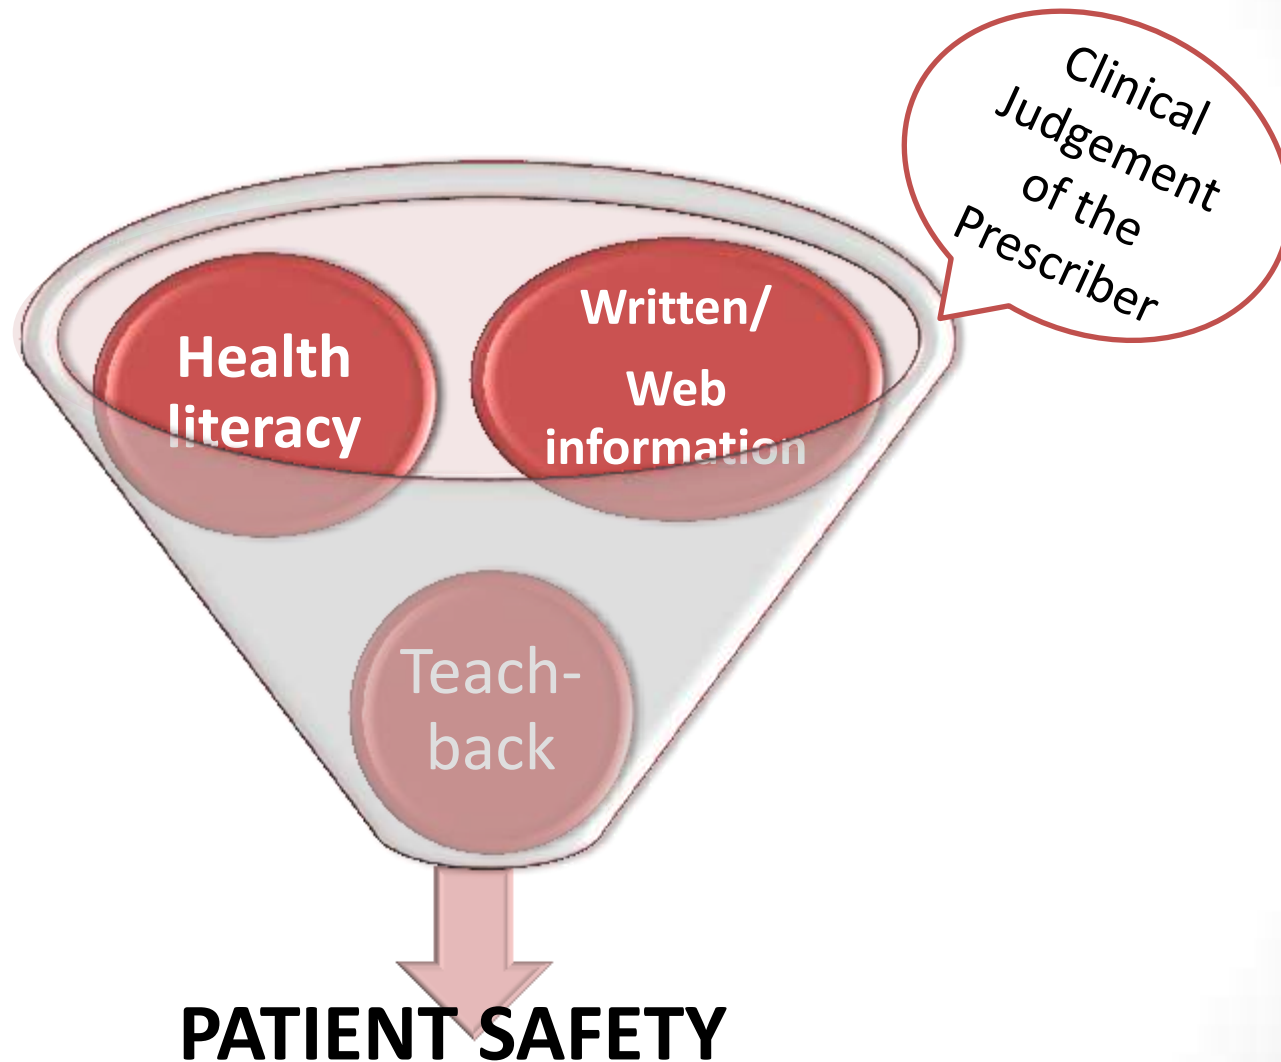 Clinical
Judgement
of the
Prescriber
Health
literacy
Written/
Web
information
Teach-
back
PATIENT SAFETY